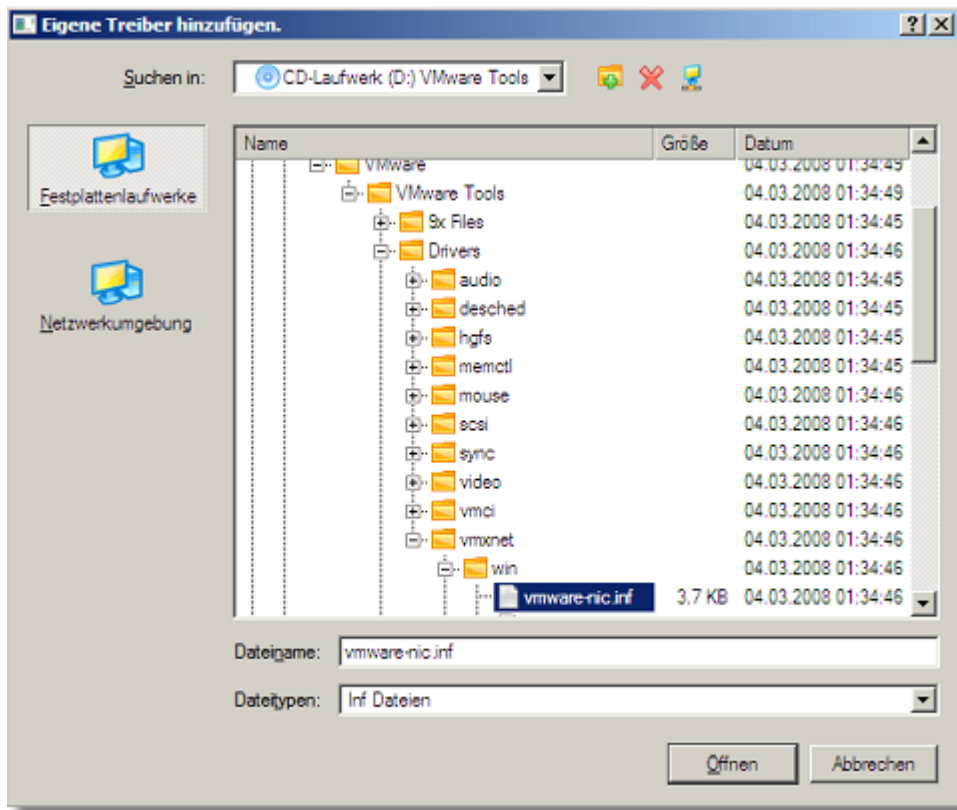 Eigene Treiber hinzufügen.
Suchen in: CD-Laufwerk (D:) VMware Tools
Festplattenlaufwerke
Netzwerkumgebung
Name Größe Datum
VMware 04.03.2008 01:34:49
VMware Tools 04.03.2008 01:34:49
9x Files 04.03.2008 01:34:45
Drivers 04.03.2008 01:34:46
audio 04.03.2008 01:34:45
desched 04.03.2008 01:34:45
hgfs 04.03.2008 01:34:45
memctl 04.03.2008 01:34:45
mouse 04.03.2008 01:34:46
scsi 04.03.2008 01:34:46
sync 04.03.2008 01:34:46
video 04.03.2008 01:34:46
vmci 04.03.2008 01:34:46
vmxnet 04.03.2008 01:34:46
win 04.03.2008 01:34:46
vmware-nic.inf 3,7 KB 04.03.2008 01:34:46
Dateiname: vmware-nic.inf
Dateitypen: Inf Dateien
Öffnen Abbrechen